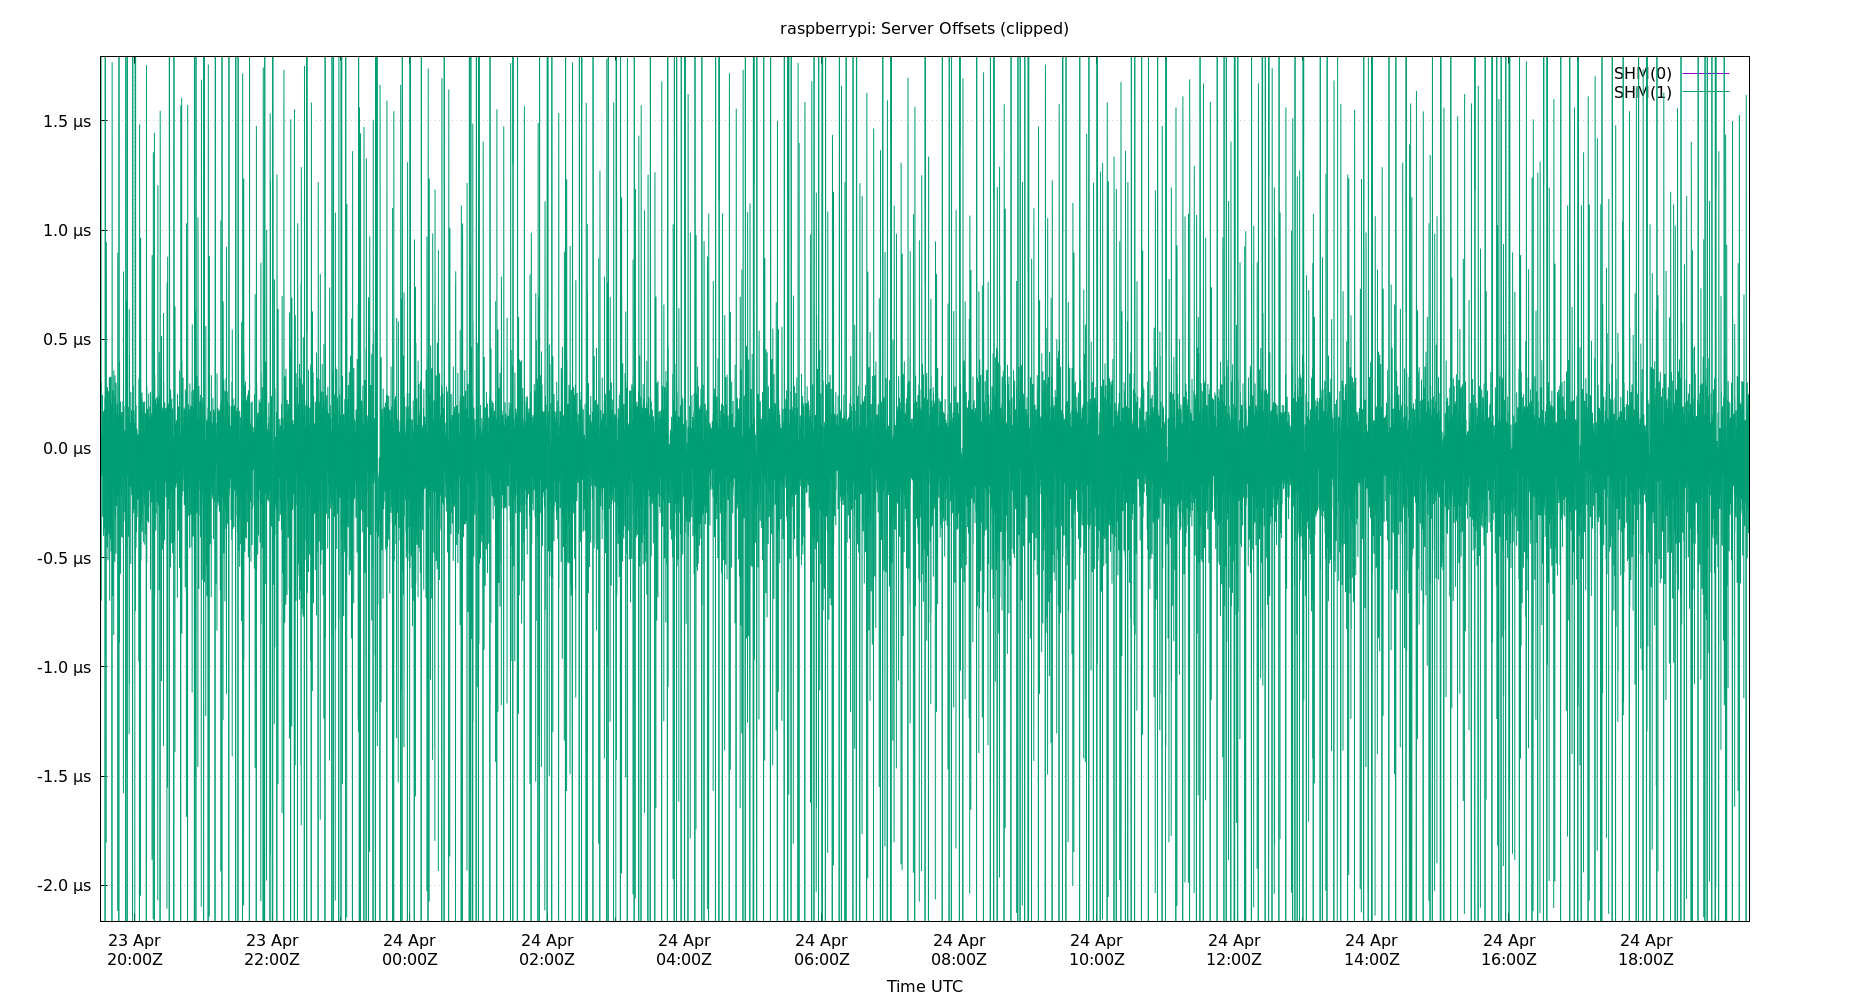 raspberrypi: Server Offsets (clipped)
SHM(0)
SHM(1)
1.5 µs
1.0 µs
0.5 µs
0.0 µs
-0.5 µs
-1.0 µs
-1.5 µs
-2.0 µs
23 Apr 23 Apr 24 Apr 24 Apr 24 Apr 24 Apr 24 Apr 24 Apr 24 Apr 24 Apr 24 Apr 24 Apr
20:00Z 22:00Z 00:00Z 02:00Z 04:00Z 06:00Z 08:00Z 10:00Z 12:00Z 14:00Z 16:00Z 18:00Z
Time UTC